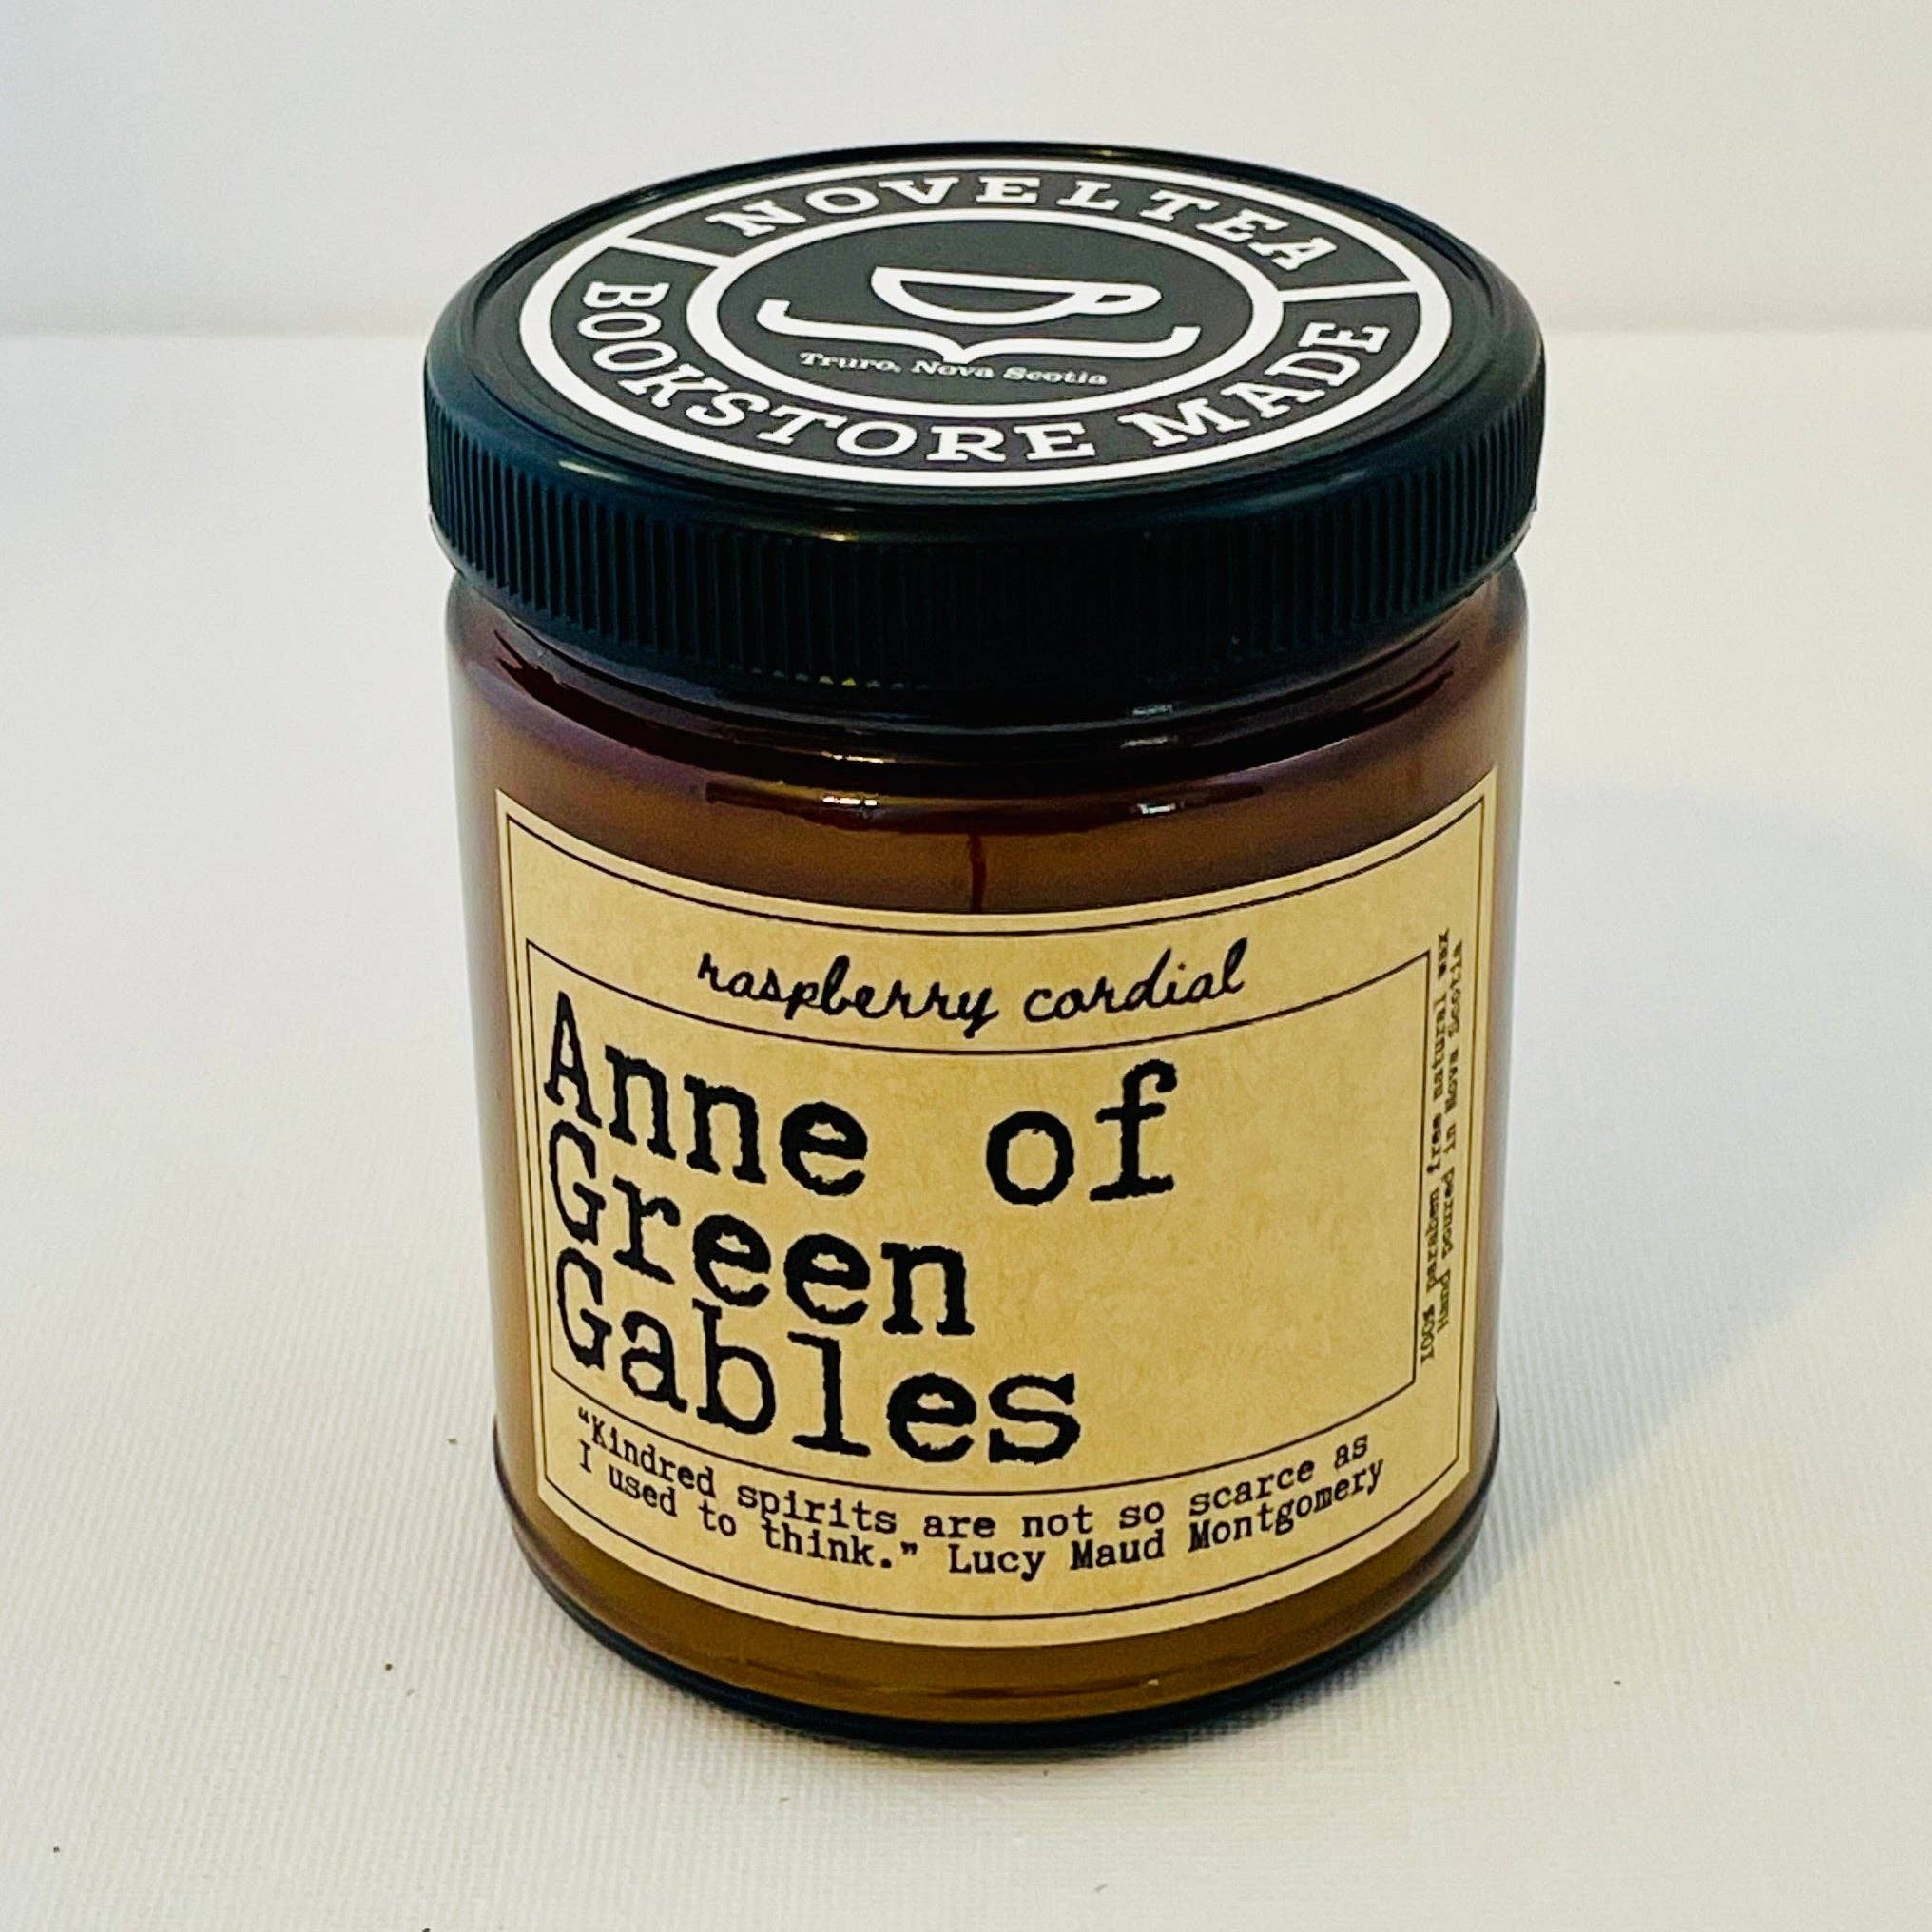 NOVELTEA
Truro, Nova Scotia
BOOKSTORE MADE
raspberry cordial
Anne of
Green
Gables
"Kindred spirits are not so scarce as
I used to think." Lucy Maud Montgomery
100% paraben free natural wax
Hand poured in Nova Scotia